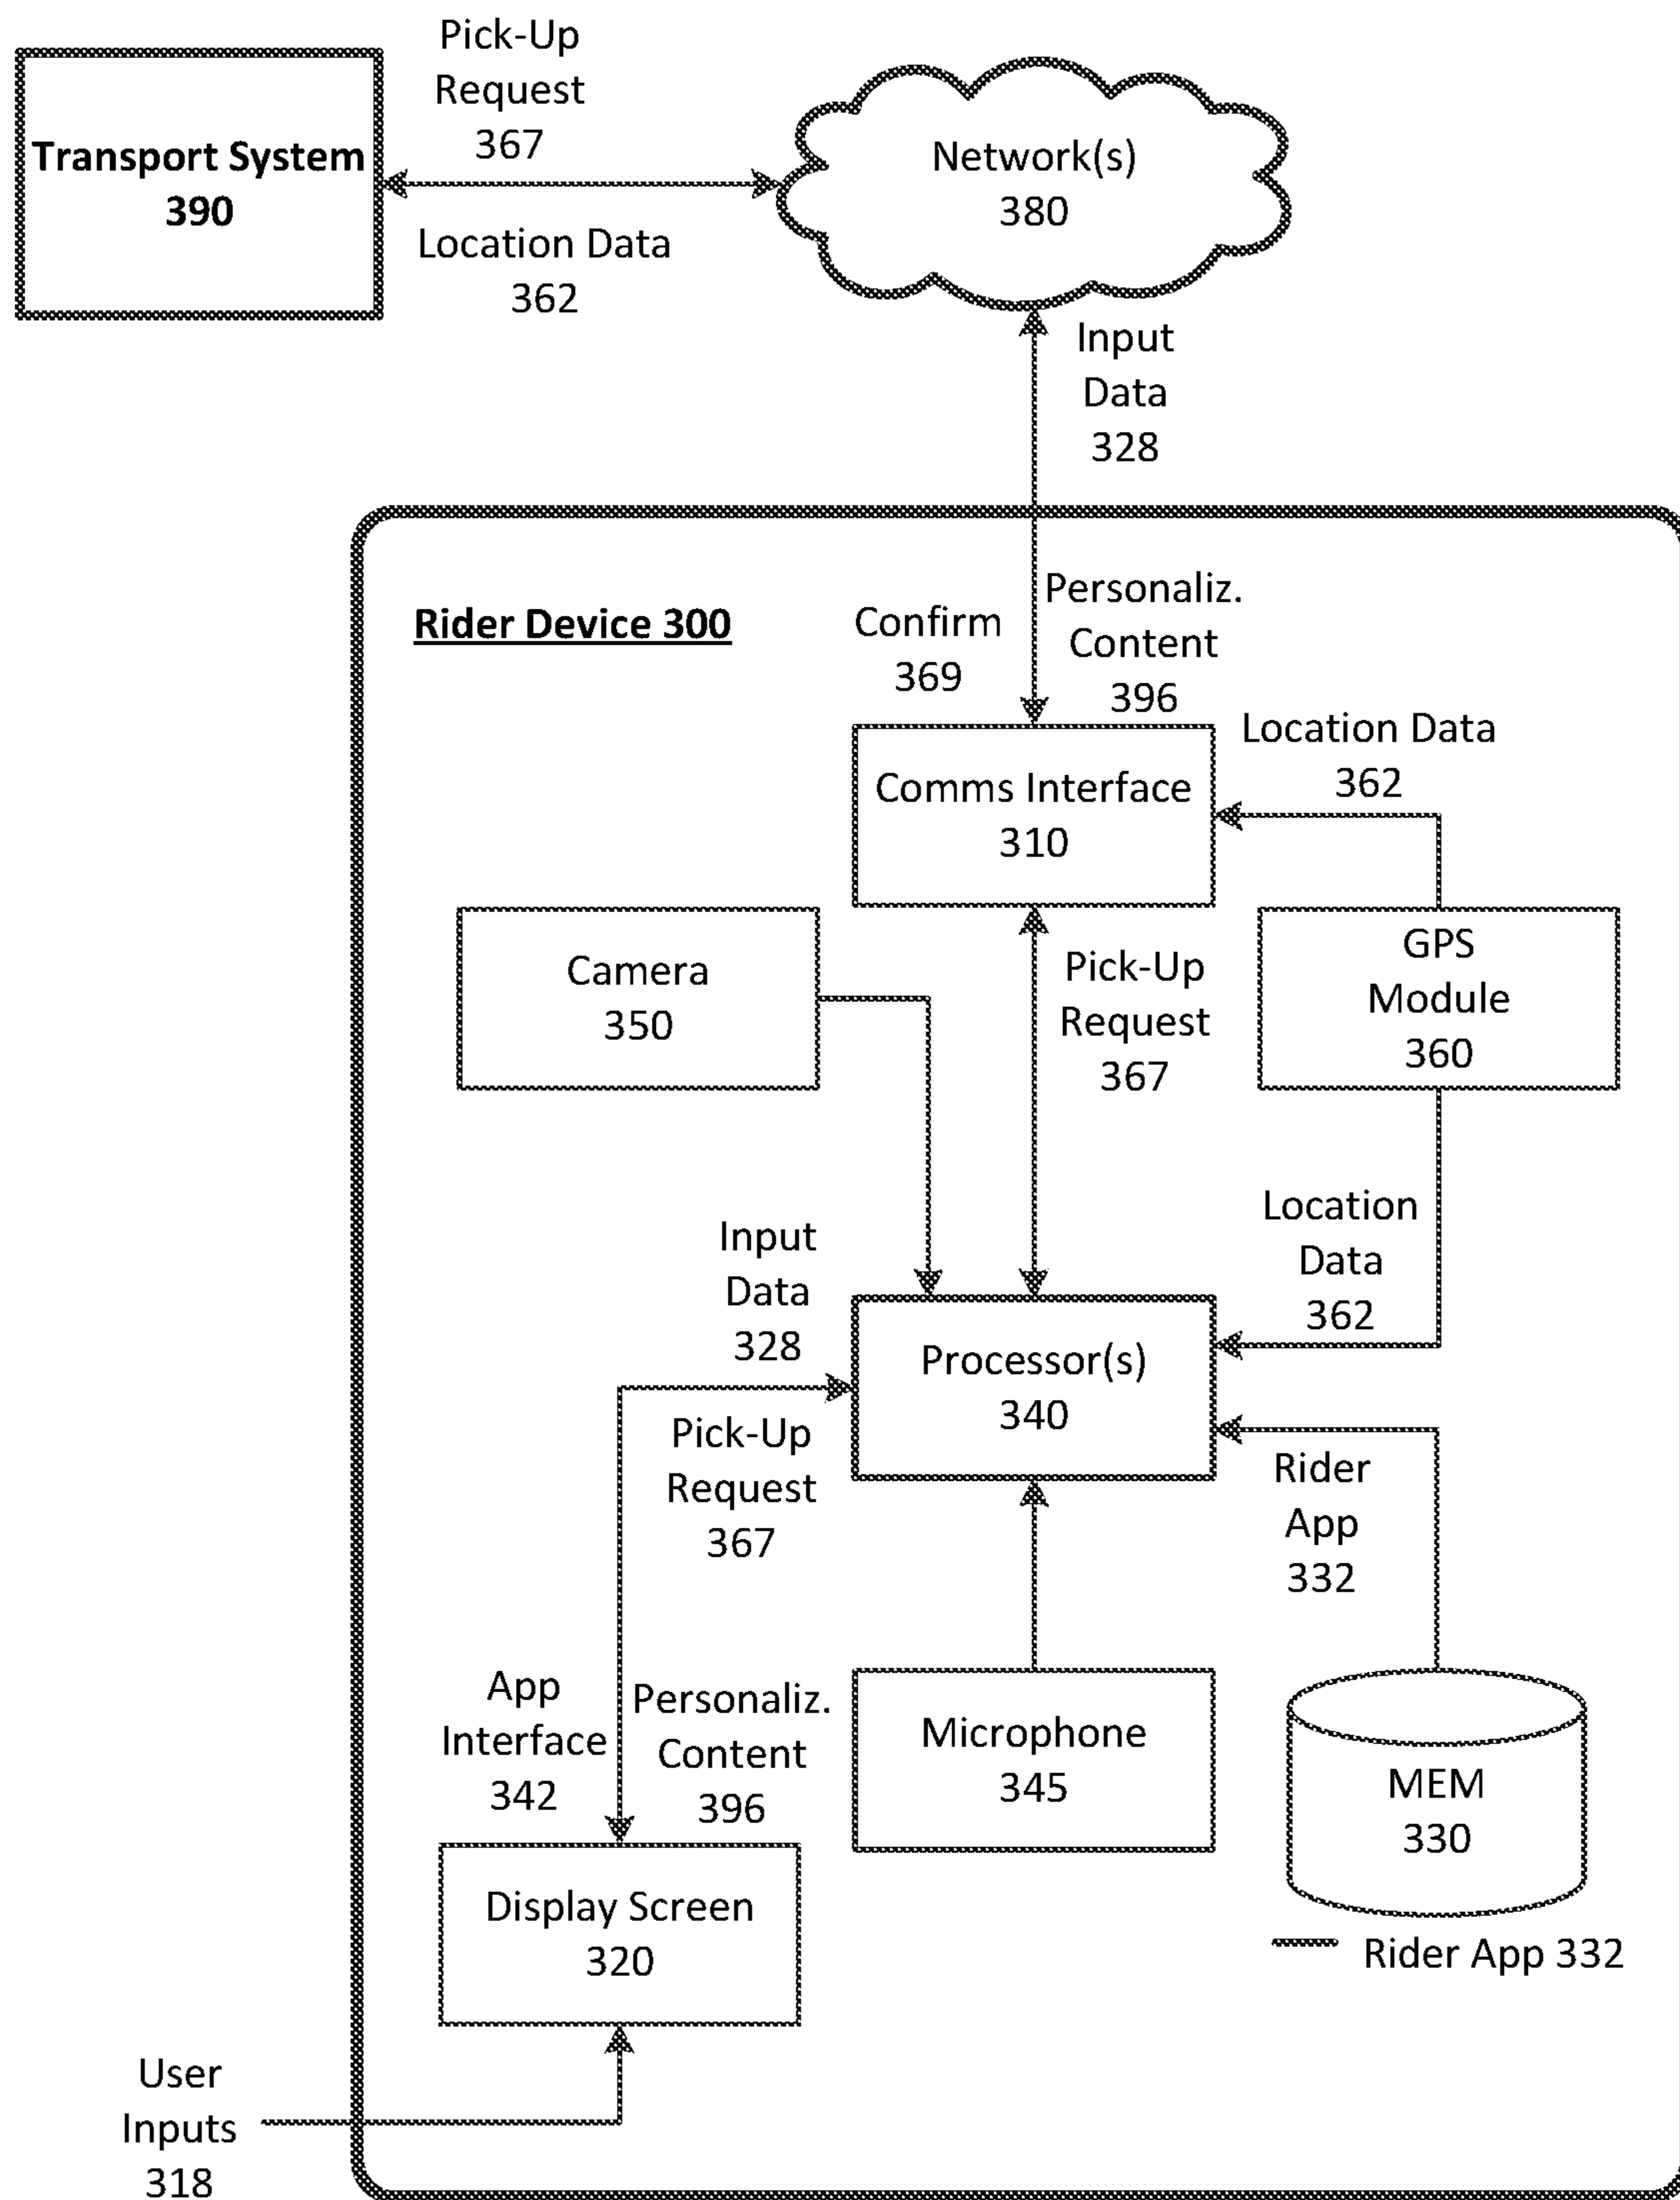 Pick-Up
Request
367
Transport System
390
Network(s)
380
Location Data
362
Input
Data
328
Rider Device 300
Confirm
369
Personaliz.
Content
396
Location Data
362
Comms Interface
310
Camera
350
Pick-Up
Request
367
GPS
Module
360
Location
Data
362
Input
Data
328
Processor(s)
340
Pick-Up
Request
367
Rider
App
332
App
Interface
342
Personaliz.
Content
396
Microphone
345
MEM
330
Display Screen
320
Rider App 332
User
Inputs
318